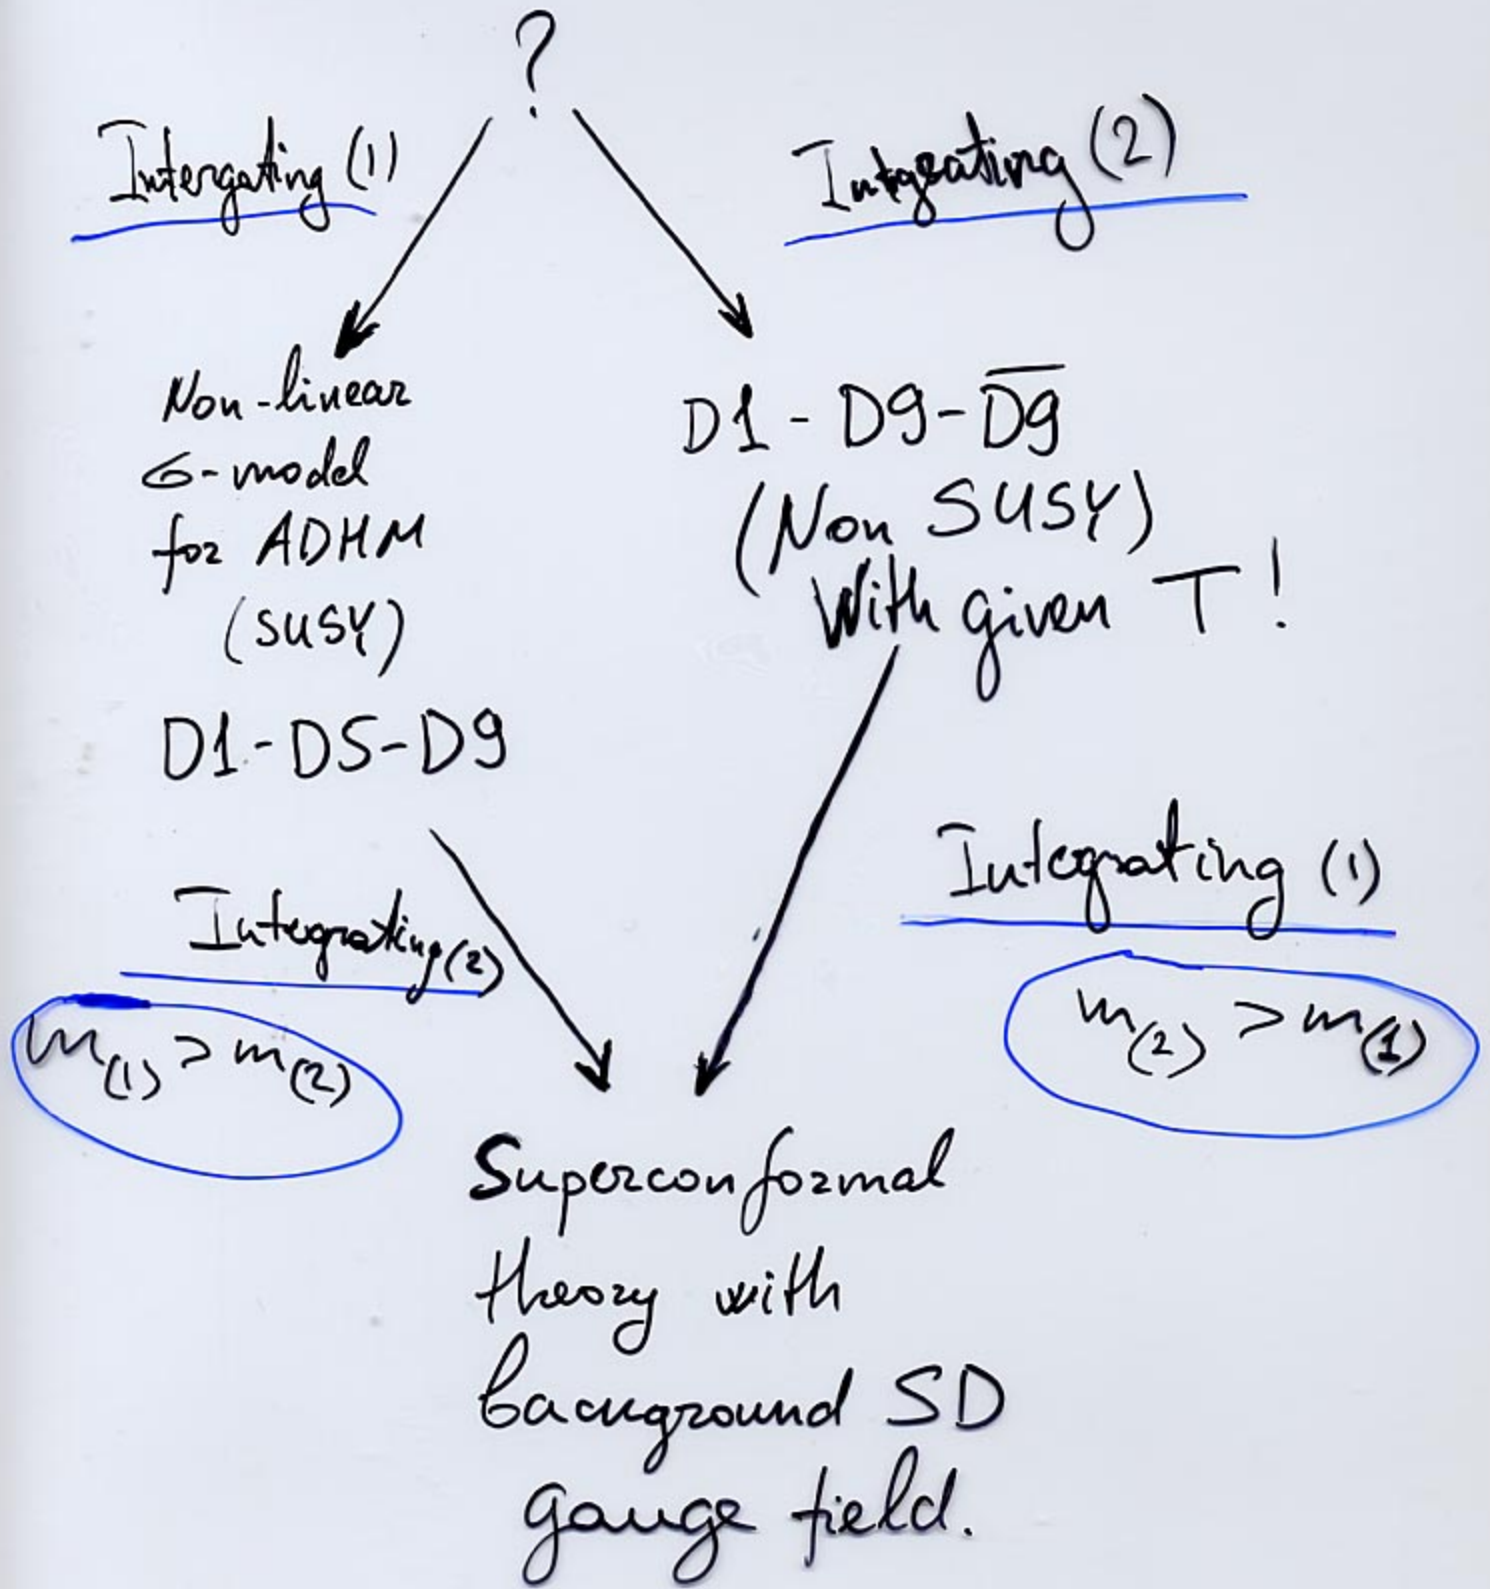 ?
Intergating (1)
Integrating (2)
Non-linear
σ-model
for ADHM
(SUSY)
D1-D5-D9
D1 - D9 - D̅9̅
(Non SUSY)
With given T!
Integrating (2)
m(1) > m(2)
Integrating (1)
m(2) > m(1)
Superconformal
theory with
background SD
gauge field.